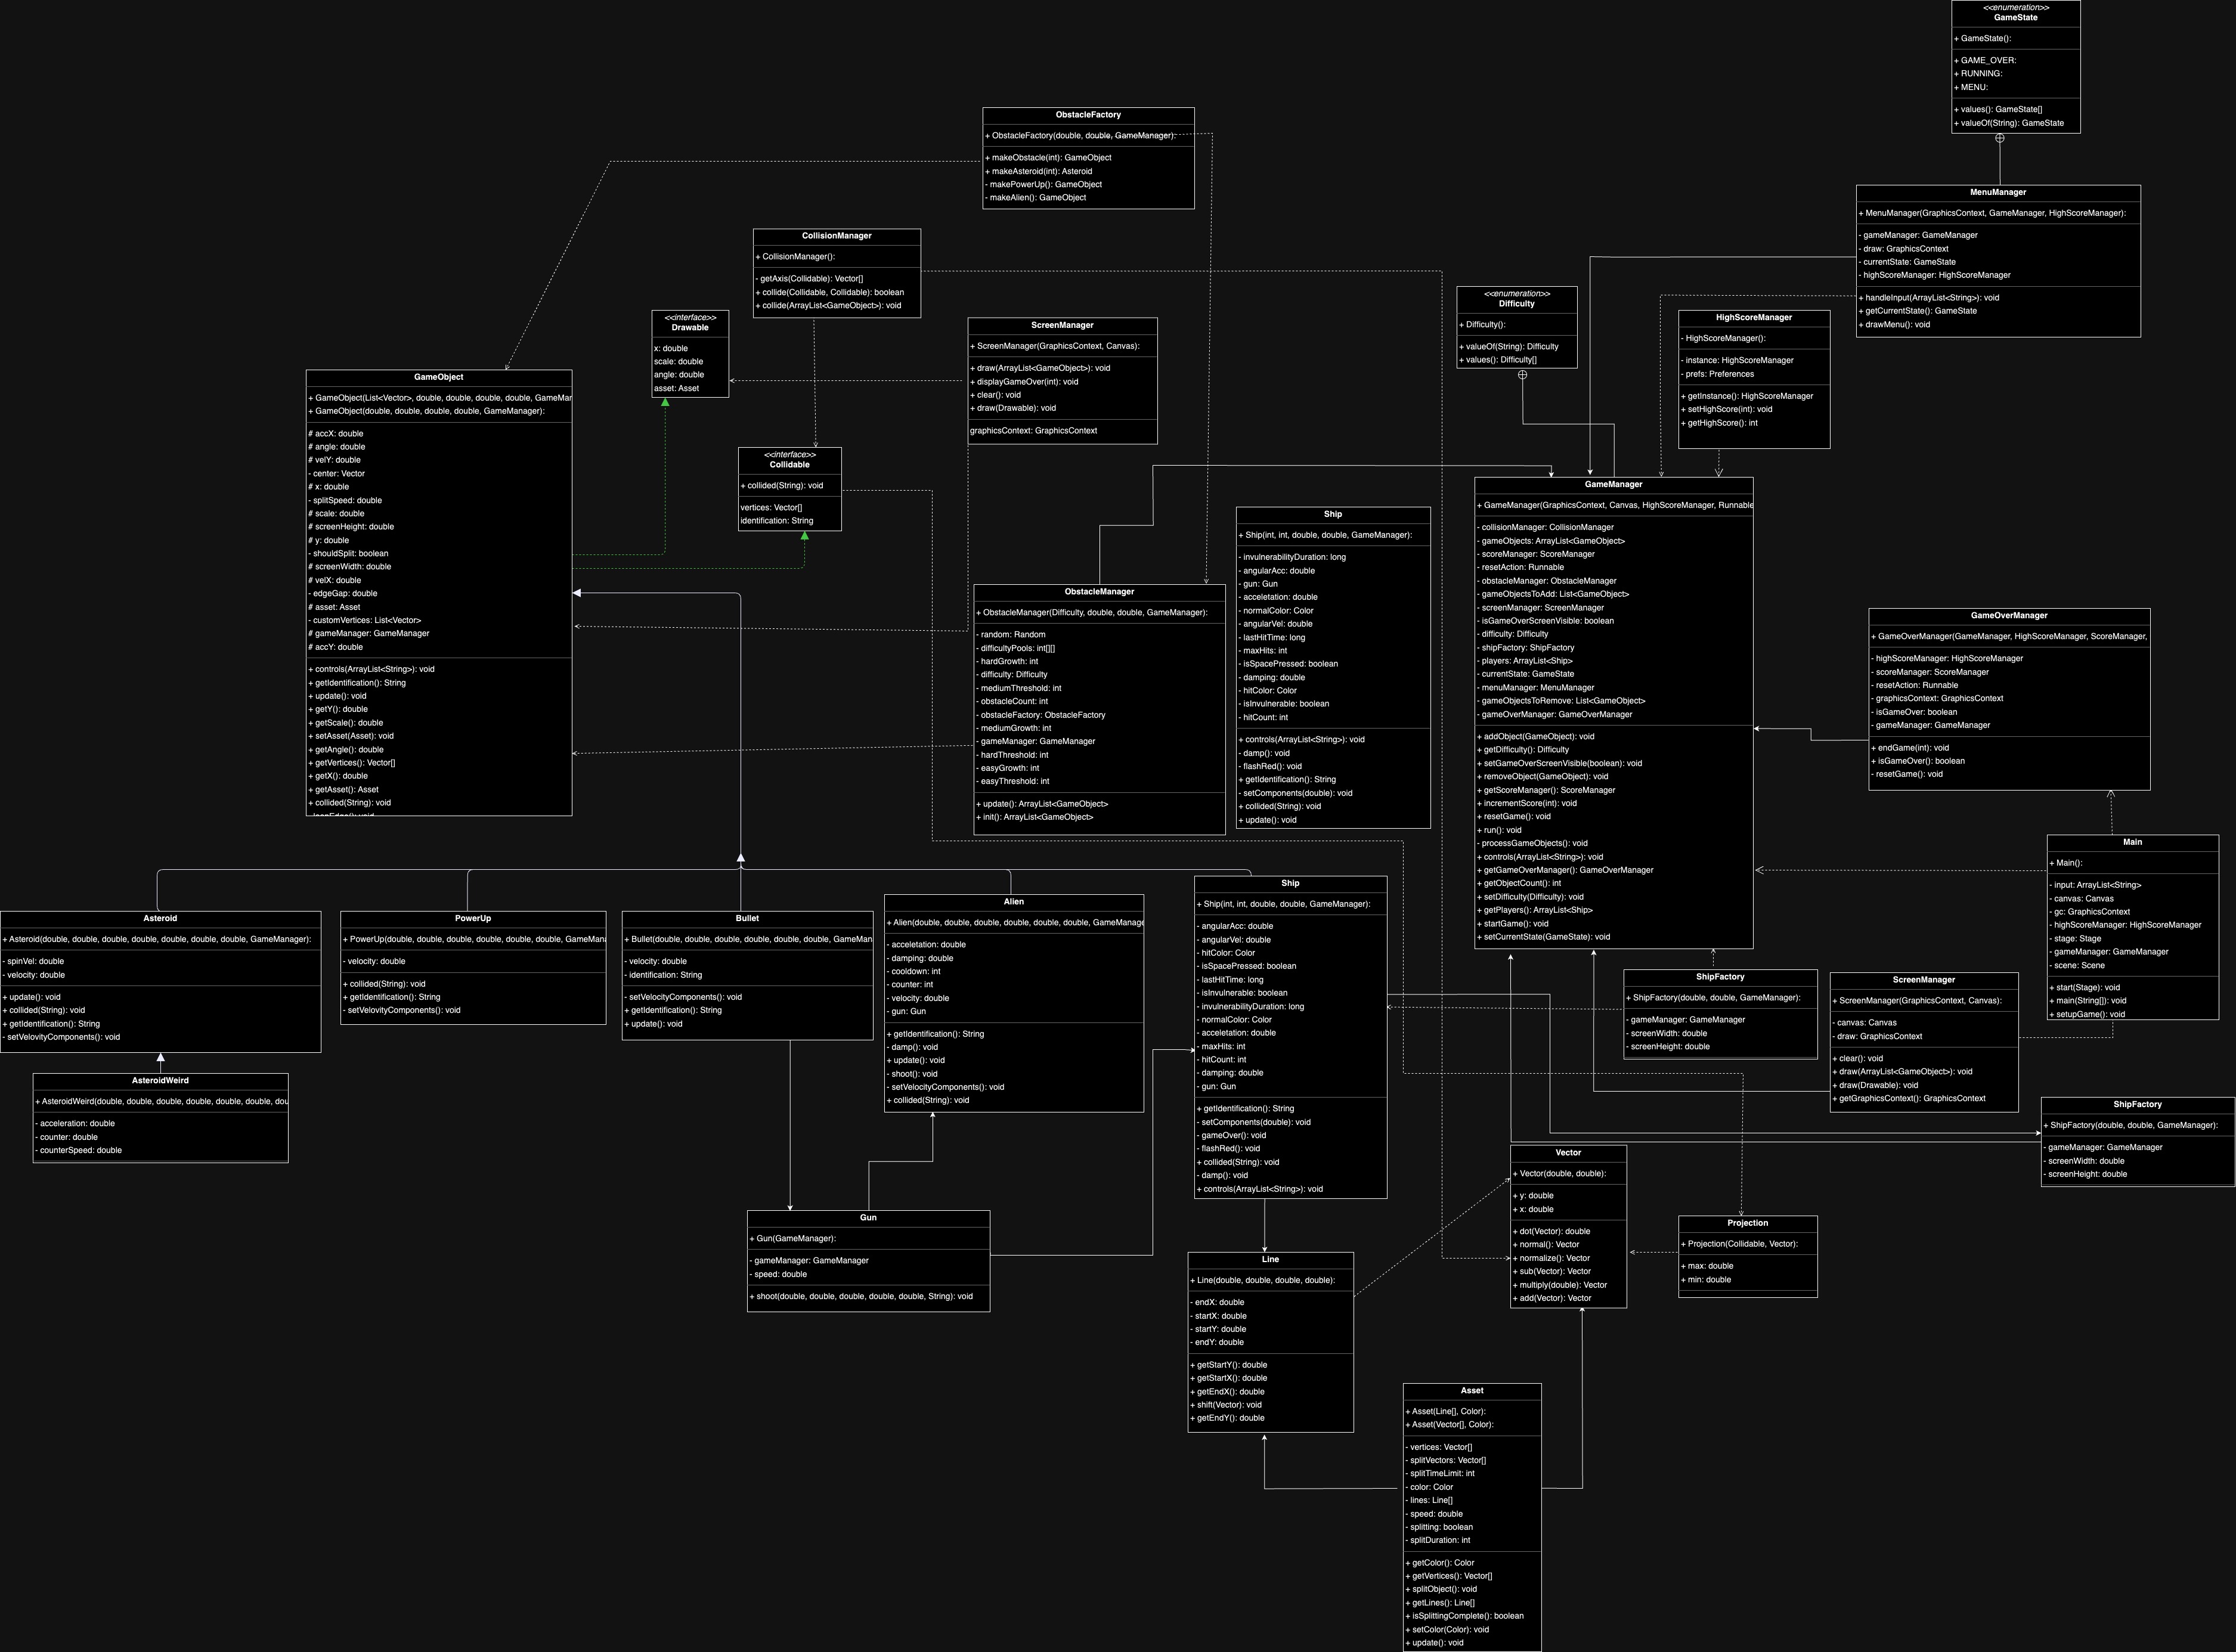 <<enumeration>>
GameState
+ GameState():
+ GAME_OVER:
+ RUNNING:
+ MENU:
+ values(): GameState[]
+ valueOf(String): GameState
ObstacleFactory
+ ObstacleFactory(double, double, GameManager):
+ makeObstacle(int): GameObject
+ makeAsteroid(int): Asteroid
- makePowerUp(): GameObject
- makeAlien(): GameObject
MenuManager
+ MenuManager(GraphicsContext, GameManager, HighScoreManager):
- gameManager: GameManager
- draw: GraphicsContext
- currentState: GameState
- highScoreManager: HighScoreManager
+ handleInput(ArrayList<String>): void
+ getCurrentState(): GameState
+ drawMenu(): void
CollisionManager
+ CollisionManager():
- getAxis(Collidable): Vector[]
+ collide(Collidable, Collidable): boolean
+ collide(ArrayList<GameObject>): void
<<enumeration>>
Difficulty
+ Difficulty():
+ valueOf(String): Difficulty
+ values(): Difficulty[]
<<interface>>
Drawable
x: double
scale: double
angle: double
asset: Asset
ScreenManager
+ ScreenManager(GraphicsContext, Canvas):
+ draw(ArrayList<GameObject>): void
+ displayGameOver(int): void
+ clear(): void
+ draw(Drawable): void
graphicsContext: GraphicsContext
HighScoreManager
- HighScoreManager():
- instance: HighScoreManager
- prefs: Preferences
+ getInstance(): HighScoreManager
+ setHighScore(int): void
+ getHighScore(): int
GameObject
+ GameObject(List<Vector>, double, double, double, double, GameMar
+ GameObject(double, double, double, double, GameManager):
# accX: double
# angle: double
# velY: double
- center: Vector
# x: double
- splitSpeed: double
# scale: double
# screenHeight: double
# y: double
- shouldSplit: boolean
# screenWidth: double
# velX: double
- edgeGap: double
# asset: Asset
- customVertices: List<Vector>
# gameManager: GameManager
# accY: double
+ controls(ArrayList<String>): void
+ getIdentification(): String
+ update(): void
+ getY(): double
+ getScale(): double
+ setAsset(Asset): void
+ getAngle(): double
+ getVertices(): Vector[]
+ getX(): double
+ getAsset(): Asset
+ collided(String): void
<<interface>>
Collidable
+ collided(String): void
vertices: Vector[]
identification: String
GameManager
+ GameManager(GraphicsContext, Canvas, HighScoreManager, Runnable
- collisionManager: CollisionManager
- gameObjects: ArrayList<GameObject>
- scoreManager: ScoreManager
- resetAction: Runnable
- obstacleManager: ObstacleManager
- gameObjectsToAdd: List<GameObject>
- screenManager: ScreenManager
- isGameOverScreenVisible: boolean
- difficulty: Difficulty
- shipFactory: ShipFactory
- players: ArrayList<Ship>
- currentState: GameState
- menuManager: MenuManager
- gameObjectsToRemove: List<GameObject>
- gameOverManager: GameOverManager
+ addObject(GameObject): void
+ getDifficulty(): Difficulty
+ setGameOverScreenVisible(boolean): void
+ removeObject(GameObject): void
+ getScoreManager(): ScoreManager
+ incrementScore(int): void
+ resetGame(): void
+ run(): void
- processGameObjects(): void
+ controls(ArrayList<String>): void
+ getGameOverManager(): GameOverManager
+ getObjectCount(): int
+ setDifficulty(Difficulty): void
+ getPlayers(): ArrayList<Ship>
+ startGame(): void
+ setCurrentState(GameState): void
Ship
+ Ship(int, int, double, double, GameManager):
- invulnerabilityDuration: long
- angularAcc: double
- gun: Gun
- acceletation: double
- normalColor: Color
- angularVel: double
- lastHitTime: long
- maxHits: int
- isSpacePressed: boolean
- damping: double
- hitColor: Color
- isInvulnerable: boolean
- hitCount: int
+ controls(ArrayList<String>): void
- damp(): void
- flashRed(): void
+ getIdentification(): String
- setComponents(double): void
+ collided(String): void
+ update(): void
ObstacleManager
+ ObstacleManager(Difficulty, double, double, GameManager):
- random: Random
- difficultyPools: int[][]
- hardGrowth: int
- difficulty: Difficulty
- mediumThreshold: int
- obstacleCount: int
- obstacleFactory: ObstacleFactory
- mediumGrowth: int
- gameManager: GameManager
- hardThreshold: int
- easyGrowth: int
- easyThreshold: int
+ update(): ArrayList<GameObject>
+ init(): ArrayList<GameObject>
GameOverManager
+ GameOverManager(GameManager, HighScoreManager, ScoreManager,
- highScoreManager: HighScoreManager
- scoreManager: ScoreManager
- resetAction: Runnable
- graphicsContext: GraphicsContext
- isGameOver: boolean
- gameManager: GameManager
+ endGame(int): void
+ isGameOver(): boolean
- resetGame(): void
Main
+ Main():
- input: ArrayList<String>
- canvas: Canvas
- gc: GraphicsContext
- highScoreManager: HighScoreManager
- stage: Stage
- gameManager: GameManager
- scene: Scene
+ start(Stage): void
+ main(String[]): void
+ setupGame(): void
Asteroid
+ Asteroid(double, double, double, double, double, double, double, GameManager):
- spinVel: double
- velocity: double
+ update(): void
+ collided(String): void
+ getIdentification(): String
- setVelovityComponents(): void
PowerUp
+ PowerUp(double, double, double, double, double, double, GameMan
- velocity: double
+ collided(String): void
+ getIdentification(): String
- setVelovityComponents(): void
Bullet
+ Bullet(double, double, double, double, double, double, GameMan
- velocity: double
- identification: String
- setVelocityComponents(): void
+ getIdentification(): String
+ update(): void
Alien
+ Alien(double, double, double, double, double, double, GameManage
- acceletation: double
- damping: double
- cooldown: int
- counter: int
- velocity: double
- gun: Gun
+ getIdentification(): String
- damp(): void
+ update(): void
- shoot(): void
- setVelocityComponents(): void
+ collided(String): void
Ship
+ Ship(int, int, double, double, GameManager):
- angularAcc: double
- angularVel: double
- hitColor: Color
- isSpacePressed: boolean
- lastHitTime: long
- isInvulnerable: boolean
- invulnerabilityDuration: long
- normalColor: Color
- acceletation: double
- maxHits: int
- hitCount: int
- damping: double
- gun: Gun
+ getIdentification(): String
- setComponents(double): void
- gameOver(): void
- flashRed(): void
+ collided(String): void
- damp(): void
+ controls(ArrayList<String>): void
ShipFactory
+ ShipFactory(double, double, GameManager):
- gameManager: GameManager
- screenWidth: double
- screenHeight: double
ScreenManager
+ ScreenManager(GraphicsContext, Canvas):
- canvas: Canvas
- draw: GraphicsContext
+ clear(): void
+ draw(ArrayList<GameObject>): void
+ draw(Drawable): void
+ getGraphicsContext(): GraphicsContext
AsteroidWeird
+ AsteroidWeird(double, double, double, double, double, double, dou
- acceleration: double
- counter: double
- counterSpeed: double
ShipFactory
+ ShipFactory(double, double, GameManager):
- gameManager: GameManager
- screenWidth: double
- screenHeight: double
Vector
+ Vector(double, double):
+ y: double
+ x: double
+ dot(Vector): double
+ normal(): Vector
+ normalize(): Vector
+ sub(Vector): Vector
+ multiply(double): Vector
+ add(Vector): Vector
Gun
+ Gun(GameManager):
- gameManager: GameManager
- speed: double
+ shoot(double, double, double, double, double, String): void
Projection
+ Projection(Collidable, Vector):
+ max: double
+ min: double
Line
+ Line(double, double, double, double):
- endX: double
- startX: double
- startY: double
- endY: double
+ getStartY(): double
+ getStartX(): double
+ getEndX(): double
+ shift(Vector): void
+ getEndY(): double
Asset
+ Asset(Line[], Color):
+ Asset(Vector[], Color):
- vertices: Vector[]
- splitVectors: Vector[]
- splitTimeLimit: int
- color: Color
- lines: Line[]
- speed: double
- splitting: boolean
- splitDuration: int
+ getColor(): Color
+ getVertices(): Vector[]
+ splitObject(): void
+ getLines(): Line[]
+ isSplittingComplete(): boolean
+ setColor(Color): void
+ update(): void